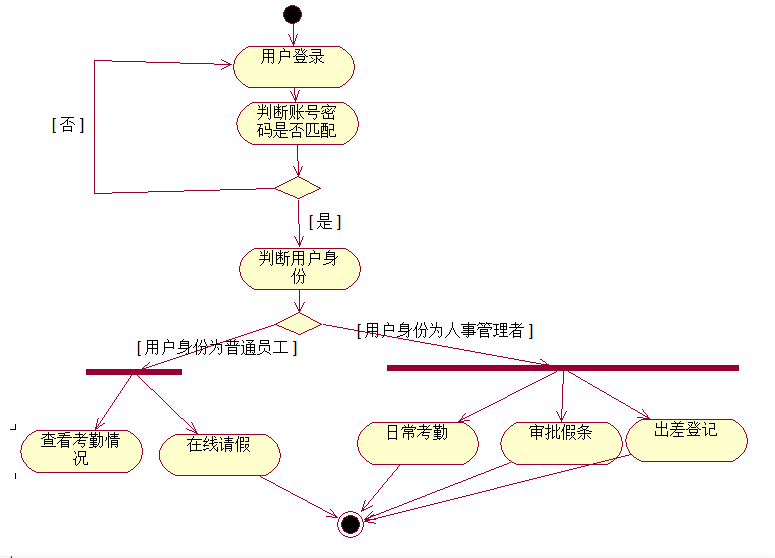 用户登录
判断账号密
码是否匹配
[ 否 ]
[ 是 ]
判断用户身
份
[ 用户身份为普通员工 ]
[ 用户身份为人事管理者 ]
查看考勤情
况
在线请假
日常考勤
审批假条
出差登记